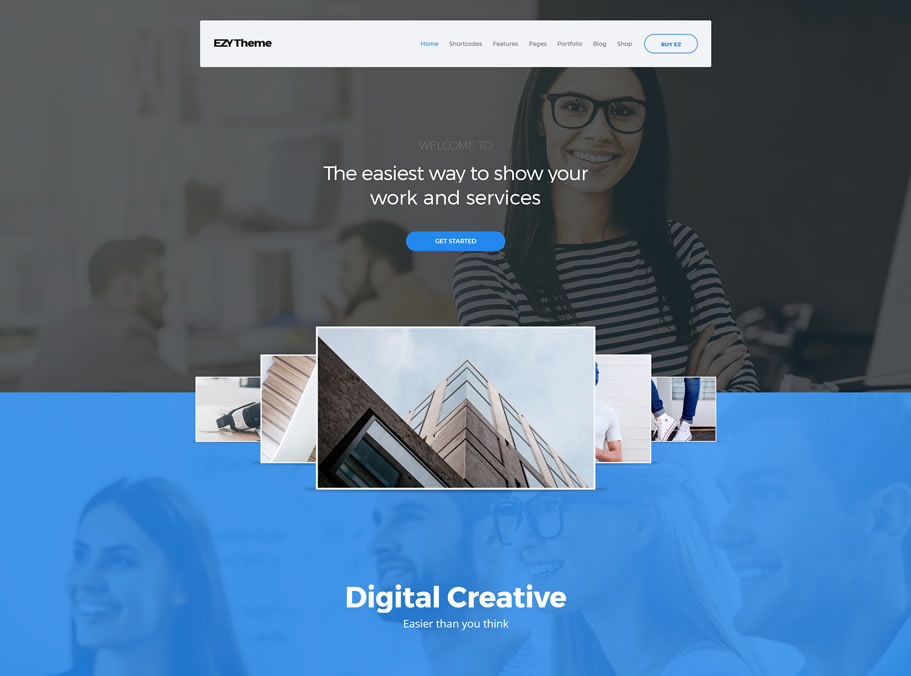 EZYTheme
Home Shortcodes Features Pages Portfolio Blog Shop BUY EZ
WELCOME TO
The easiest way to show your
work and services
GET STARTED
Digital Creative
Easier than you think